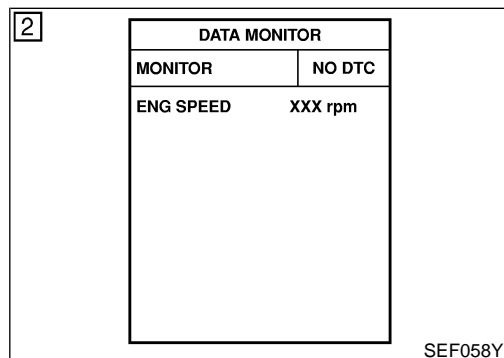 2
DATA MONITOR
MONITOR NO DTC
ENG SPEED XXX rpm
SEF058Y